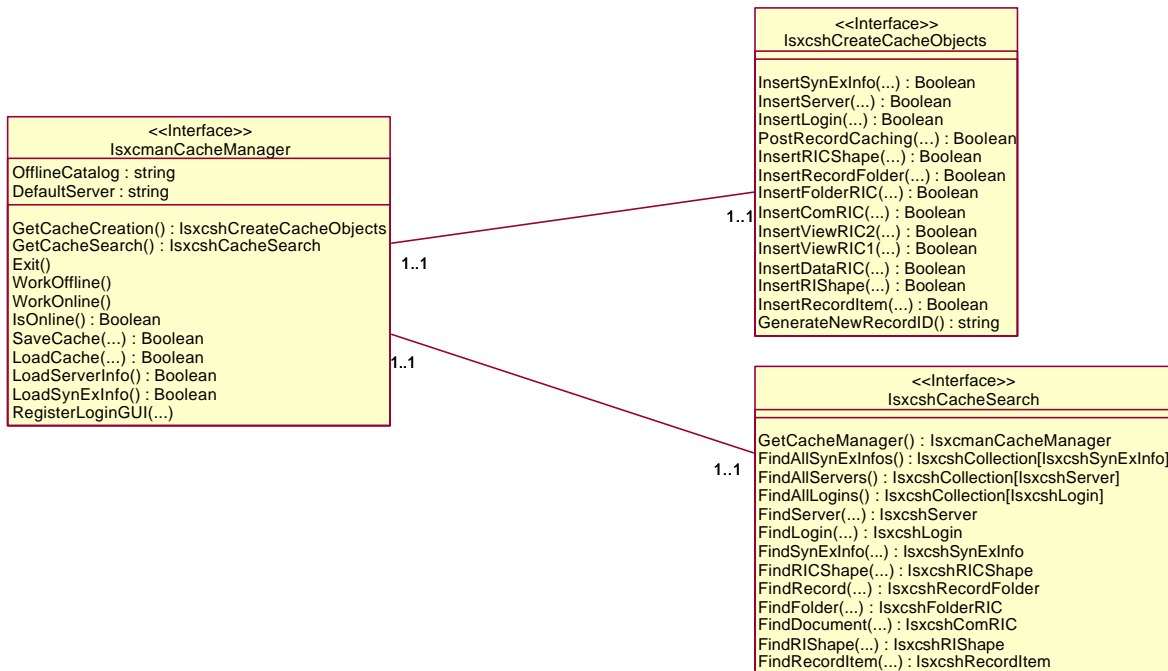 <<Interface>>
IsxcmanCacheManager
OfflineCatalog : string
DefaultServer : string
GetCacheCreation() : IsxcshCreateCacheObjects
GetCacheSearch() : IsxcshCacheSearch
Exit()
WorkOffline()
WorkOnline()
IsOnline() : Boolean
SaveCache(...) : Boolean
LoadCache(...) : Boolean
LoadServerInfo() : Boolean
LoadSynExInfo() : Boolean
RegisterLoginGUI(...)
1..1
1..1
<<Interface>>
IsxcshCreateCacheObjects
InsertSynExInfo(...) : Boolean
InsertServer(...) : Boolean
InsertLogin(...) : Boolean
PostRecordCaching(...) : Boolean
InsertRICShape(...) : Boolean
InsertRecordFolder(...) : Boolean
InsertFolderRIC(...) : Boolean
InsertComRIC(...) : Boolean
InsertViewRIC2(...) : Boolean
InsertViewRIC1(...) : Boolean
InsertDataRIC(...) : Boolean
InsertRIShape(...) : Boolean
InsertRecordItem(...) : Boolean
GenerateNewRecordID() : string
1..1
1..1
<<Interface>>
IsxcshCacheSearch
GetCacheManager() : IsxcmanCacheManager
FindAllSynExInfos() : IsxcshCollection[IsxcshSynExInfo]
FindAllServers() : IsxcshCollection[IsxcshServer]
FindAllLogins() : IsxcshCollection[IsxcshLogin]
FindServer(...) : IsxcshServer
FindLogin(...) : IsxcshLogin
FindSynExInfo(...) : IsxcshSynExInfo
FindRICShape(...) : IsxcshRICShape
FindRecord(...) : IsxcshRecordFolder
FindFolder(...) : IsxcshFolderRIC
FindDocument(...) : IsxcshComRIC
FindRIShape(...) : IsxcshRIShape
FindRecordItem(...) : IsxcshRecordItem